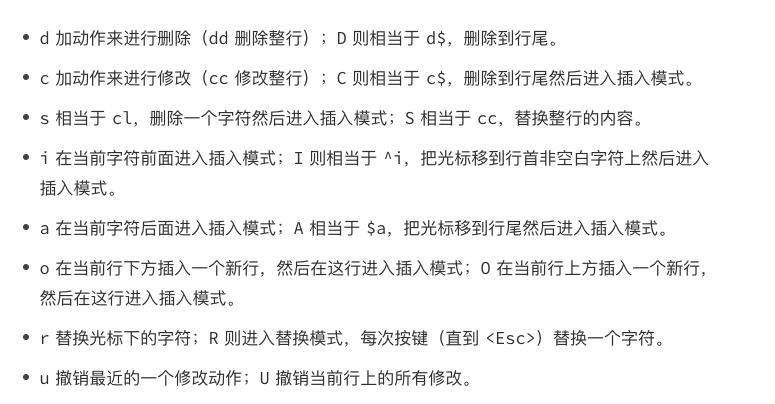 • d 加动作来进行删除（dd 删除整行）；D 则相当于 d$，删除到行尾。
• c 加动作来进行修改（cc 修改整行）；C 则相当于 c$，删除到行尾然后进入插入模式。
• s 相当于 cl，删除一个字符然后进入插入模式；S 相当于 cc，替换整行的内容。
• i 在当前字符前面进入插入模式；I 则相当于 ^i，把光标移到行首非空白字符上然后进入
插入模式。
• a 在当前字符后面进入插入模式；A 相当于 $a，把光标移到行尾然后进入插入模式。
• o 在当前行下方插入一个新行，然后在这行进入插入模式；O 在当前行上方插入一个新行，
然后在这行进入插入模式。
• r 替换光标下的字符；R 则进入替换模式，每次按键（直到 <Esc>）替换一个字符。
• u 撤销最近的一个修改动作；U 撤销当前行上的所有修改。